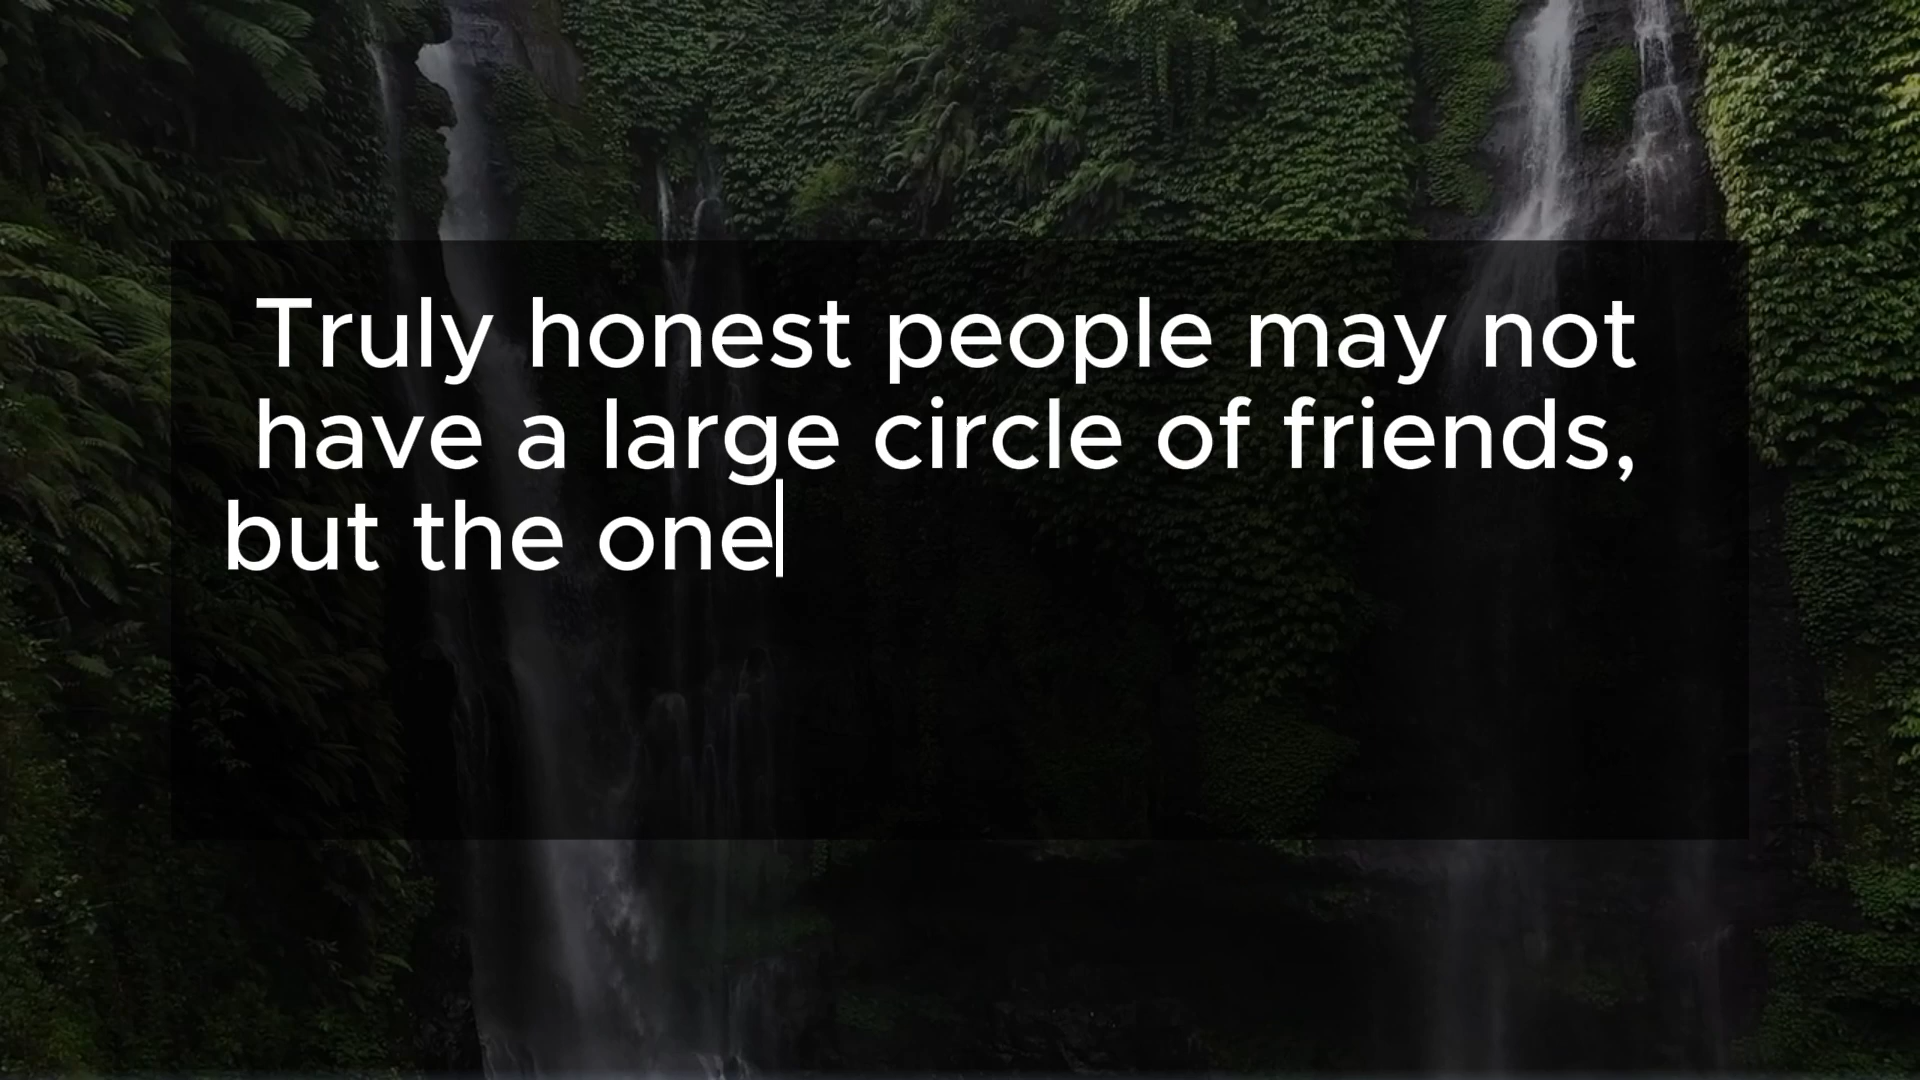 Truly honest people may not
have a large circle of friends,
but the one